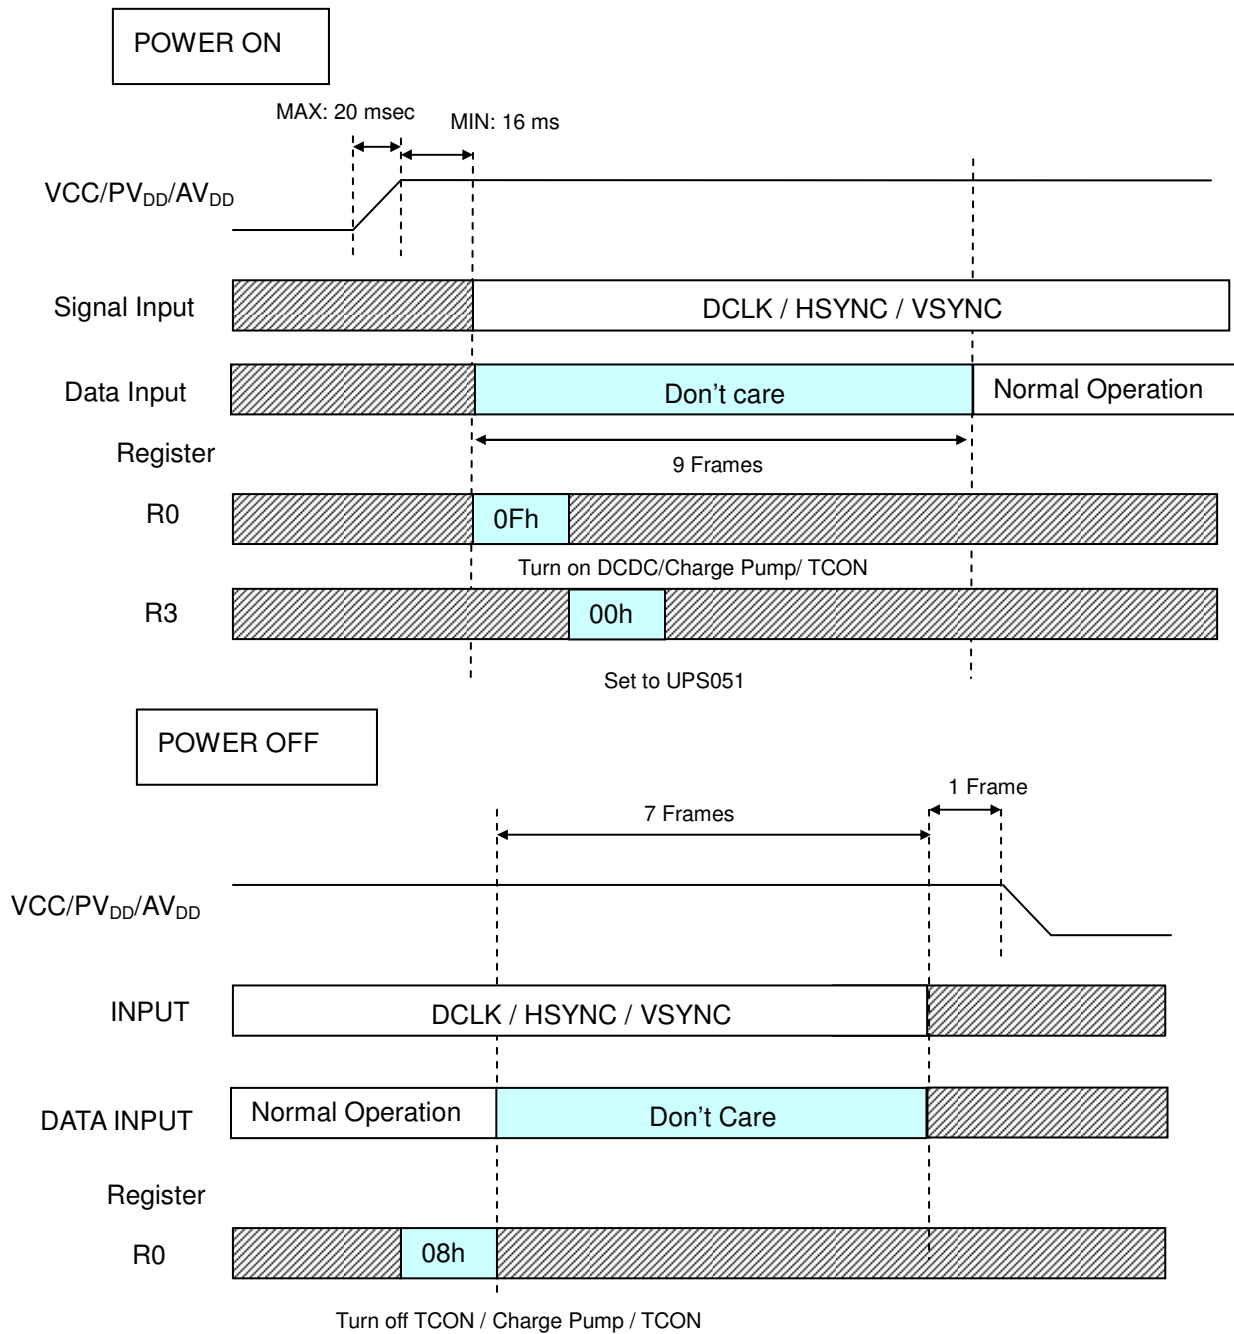 POWER ON
MAX: 20 msec
MIN: 16 ms
VCC/PVDD/AVDD
Signal Input
DCLK / HSYNC / VSYNC
Data Input
Don't care
Normal Operation
Register
9 Frames
R0
0Fh
Turn on DCDC/Charge Pump/ TCON
R3
00h
Set to UPS051
POWER OFF
1 Frame
7 Frames
VCC/PVDD/AVDD
INPUT
DCLK / HSYNC / VSYNC
DATA INPUT
Normal Operation
Don't Care
Register
R0
08h
Turn off TCON / Charge Pump / TCON